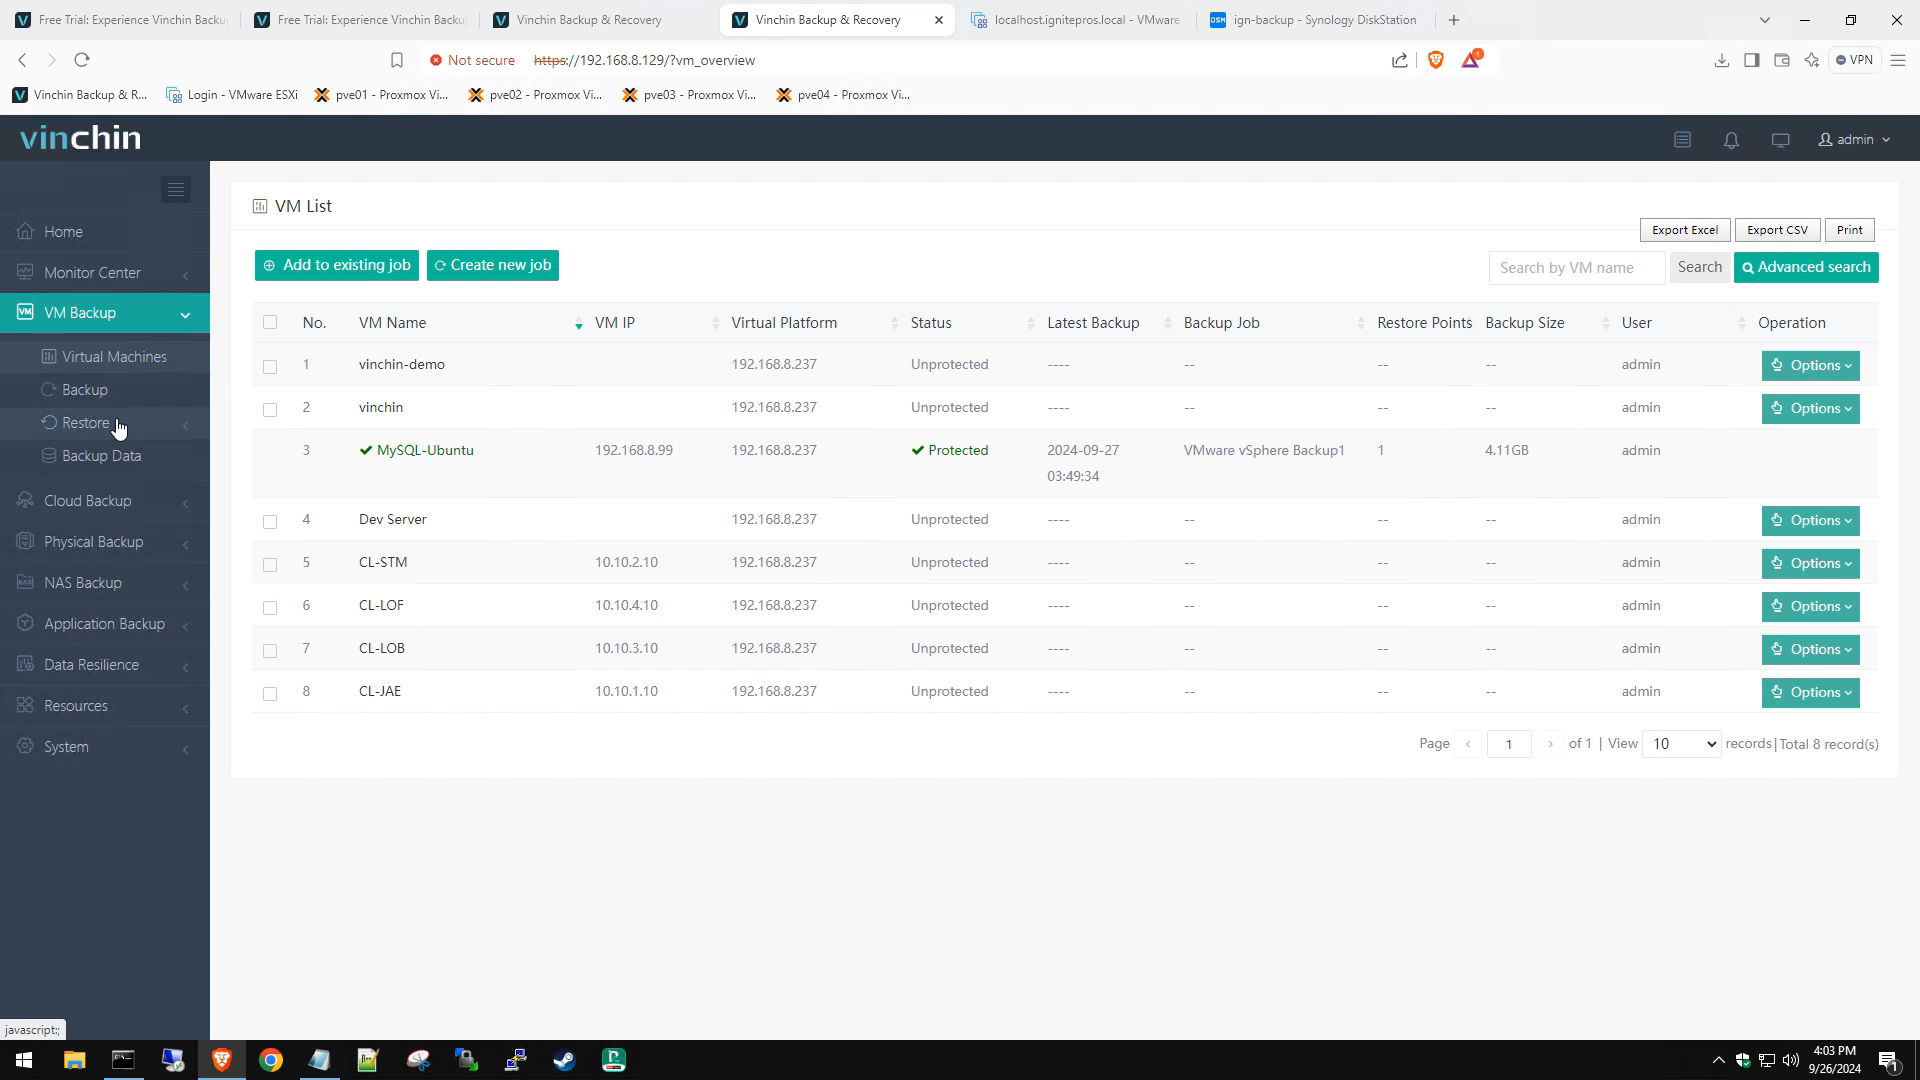 Free Trial: Experience Vinchin Backu
Free Trial: Experience Vinchin Backu
Vinchin Backup & Recovery
Vinchin Backup & Recovery
localhost.ignitepros.local - VMware
DSM ign-backup - Synology DiskStation
Not secure https://192.168.8.129/?vm_overview
1
VPN
Vinchin Backup & R...
Login - VMware ESXi
pve01 - Proxmox Vi...
pve02 - Proxmox Vi...
pve03 - Proxmox Vi...
pve04 - Proxmox Vi...
vinchin
admin
Home
Monitor Center
VM VM Backup
Virtual Machines
Backup
Restore
Backup Data
Cloud Backup
Physical Backup
NAS Backup
Application Backup
Data Resilience
Resources
System
VM List
Export Excel Export CSV Print
Add to existing job Create new job
Search by VM name Search Advanced search
No. VM Name VM IP Virtual Platform Status Latest Backup Backup Job Restore Points Backup Size User Operation
1 vinchin-demo 192.168.8.237 Unprotected ---- -- -- -- admin Options
2 vinchin 192.168.8.237 Unprotected ---- -- -- -- admin Options
3 MySQL-Ubuntu 192.168.8.99 192.168.8.237 Protected 2024-09-27 VMware vSphere Backup1 1 4.11GB admin
03:49:34
4 Dev Server 192.168.8.237 Unprotected ---- -- -- -- admin Options
5 CL-STM 10.10.2.10 192.168.8.237 Unprotected ---- -- -- -- admin Options
6 CL-LOF 10.10.4.10 192.168.8.237 Unprotected ---- -- -- -- admin Options
7 CL-LOB 10.10.3.10 192.168.8.237 Unprotected ---- -- -- -- admin Options
8 CL-JAE 10.10.1.10 192.168.8.237 Unprotected ---- -- -- -- admin Options
Page 1 of 1 | View 10 records | Total 8 record(s)
javascript:;
4:03 PM
9/26/2024
1